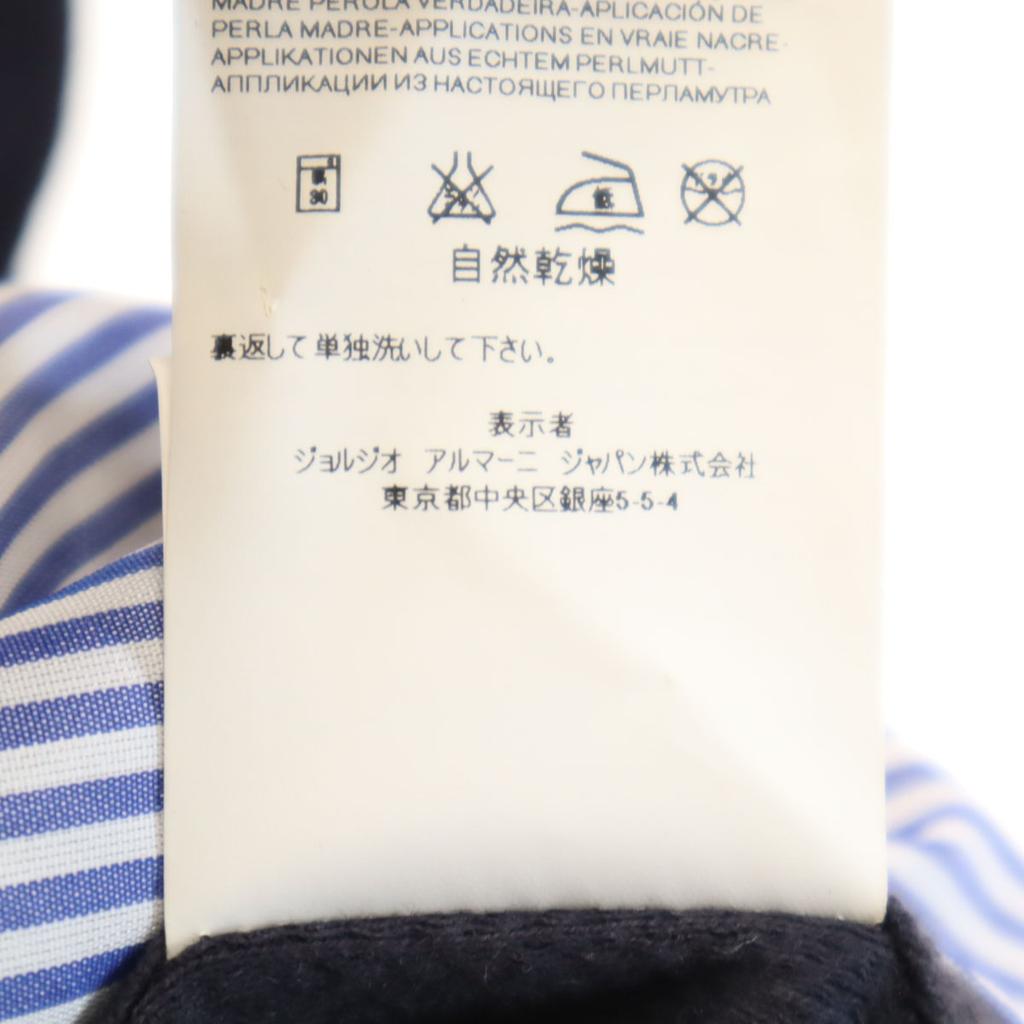 MADRE PEROLA VERDADEIRA-APLICACIÓN DE
PERLA MADRE-APPLICATIONS EN VRAIE NACRE-
APPLIKATIONEN AUS ECHTEM PERLMUTT-
АППЛИКАЦИИ ИЗ НАСТОЯЩЕГО ПЕРЛАМУТРА
弱 30 低
自然乾燥
裏返して単独洗いして下さい。
表示者
ジョルジオ アルマーニ ジャパン株式会社
東京都中央区銀座5-5-4